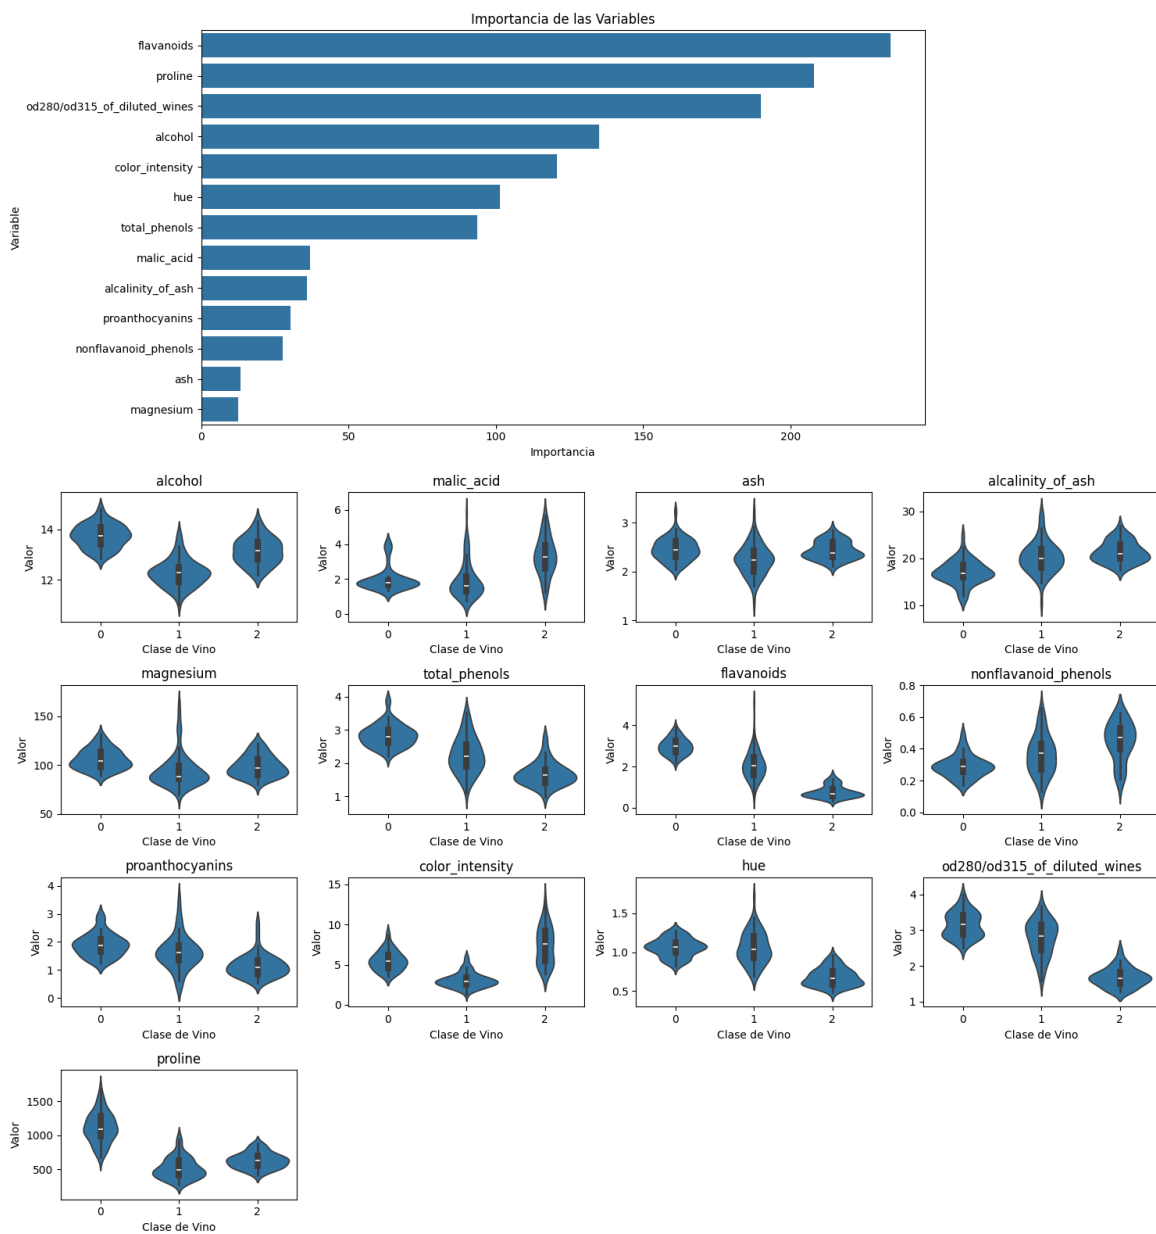 Importancia de las Variables
Variable
flavanoids
proline
od280/od315_of_diluted_wines
alcohol
color_intensity
hue
total_phenols
malic_acid
alcalinity_of_ash
proanthocyanins
nonflavanoid_phenols
ash
magnesium
0 50 100 150 200
Importancia
alcohol
Valor
14
12
0 1 2
Clase de Vino
malic_acid
Valor
6
4
2
0
0 1 2
Clase de Vino
ash
Valor
3
2
1
0 1 2
Clase de Vino
alcalinity_of_ash
Valor
30
20
10
0 1 2
Clase de Vino
magnesium
Valor
150
100
50
0 1 2
Clase de Vino
total_phenols
Valor
4
3
2
1
0 1 2
Clase de Vino
flavanoids
Valor
4
2
0
0 1 2
Clase de Vino
nonflavanoid_phenols
Valor
0.8
0.6
0.4
0.2
0.0
0 1 2
Clase de Vino
proanthocyanins
Valor
4
3
2
1
0
0 1 2
Clase de Vino
color_intensity
Valor
15
10
5
0
0 1 2
Clase de Vino
hue
Valor
1.5
1.0
0.5
0 1 2
Clase de Vino
od280/od315_of_diluted_wines
Valor
4
3
2
1
0 1 2
Clase de Vino
proline
Valor
1500
1000
500
0 1 2
Clase de Vino